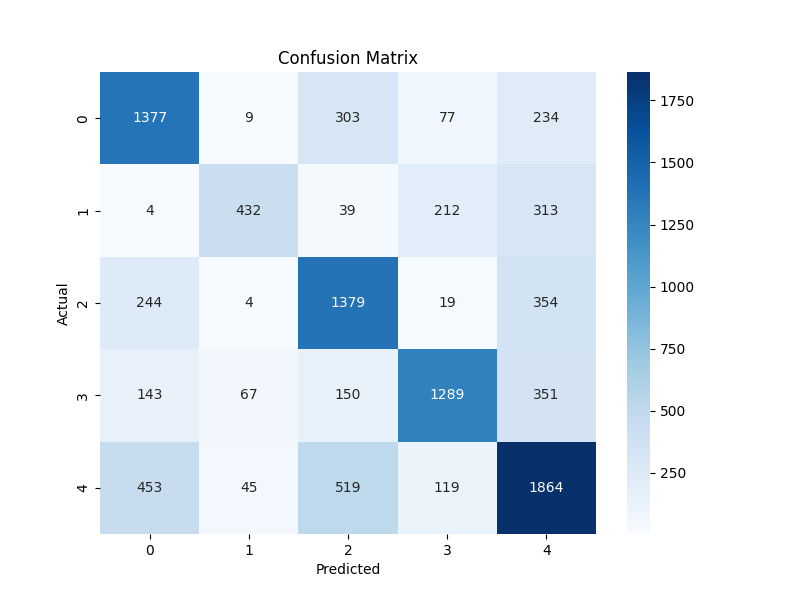 Confusion Matrix
0 1377 9 303 77 234
1 4 432 39 212 313
2 244 4 1379 19 354
3 143 67 150 1289 351
4 453 45 519 119 1864
0 1 2 3 4
Predicted
Actual
1750
1500
1250
1000
750
500
250